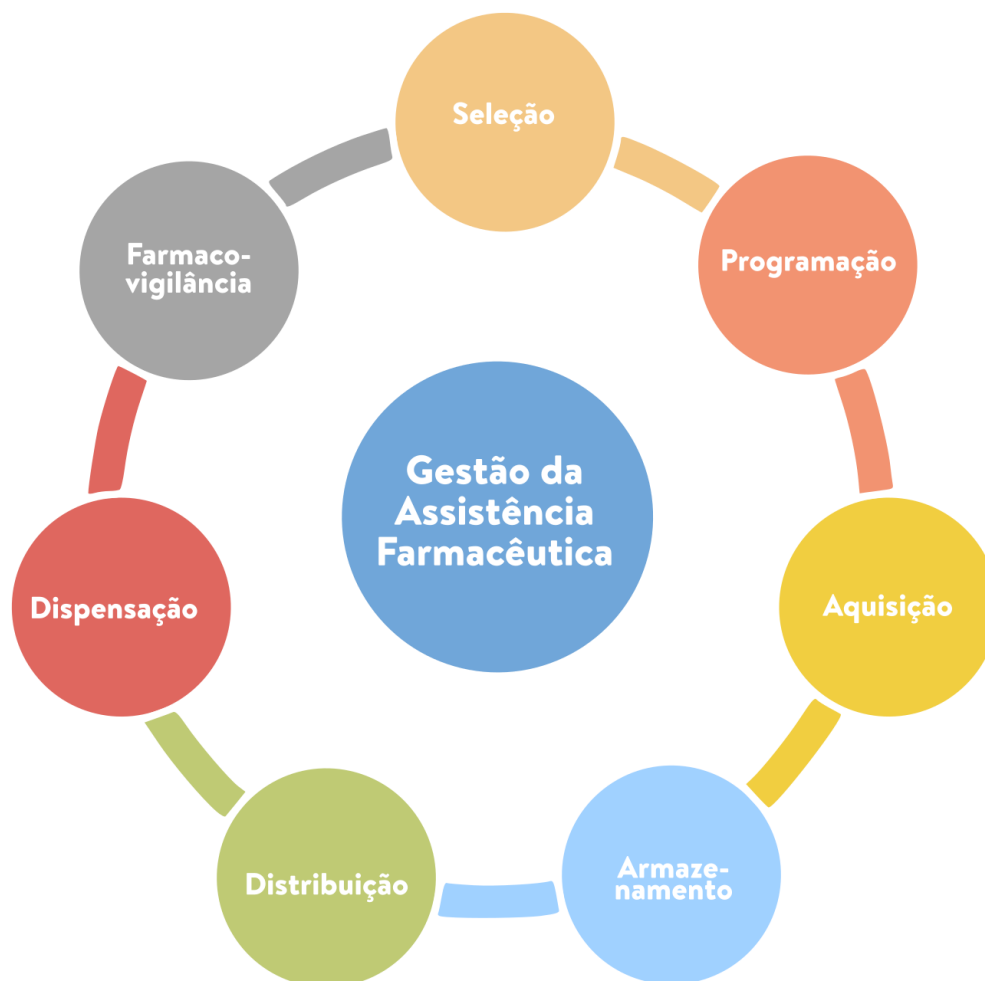 Seleção
Programação
Aquisição
Armaze-
namento
Distribuição
Dispensação
Farmaco-
vigilância
Gestão da
Assistência
Farmacêutica